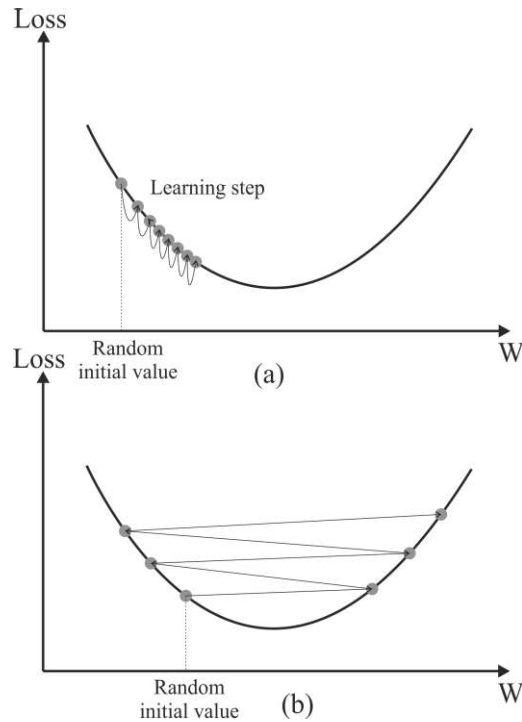 Loss
Learning step
W
Random
initial value
(a)
Loss
W
Random
initial value
(b)